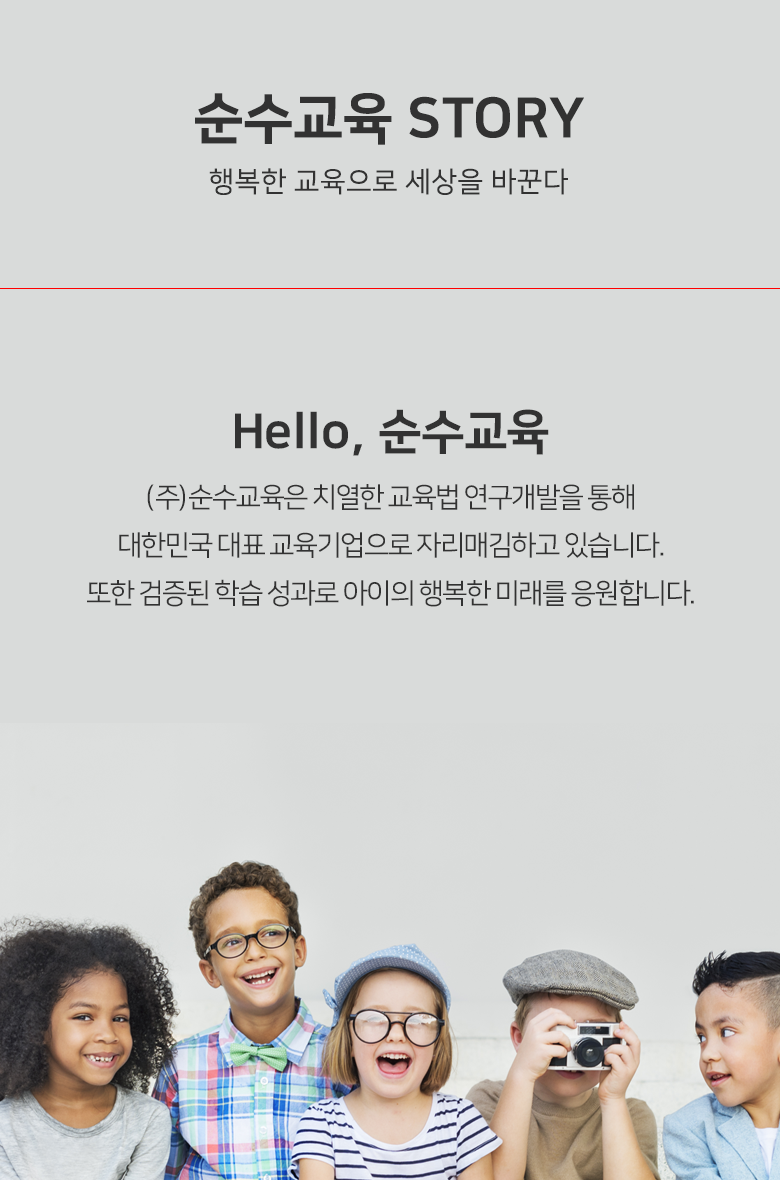 순수교육 STORY
행복한 교육으로 세상을 바꾼다
Hello, 순수교육
(주)순수교육은 치열한 교육법 연구개발을 통해
대한민국 대표 교육기업으로 자리매김하고 있습니다.
또한 검증된 학습 성과로 아이의 행복한 미래를 응원합니다.